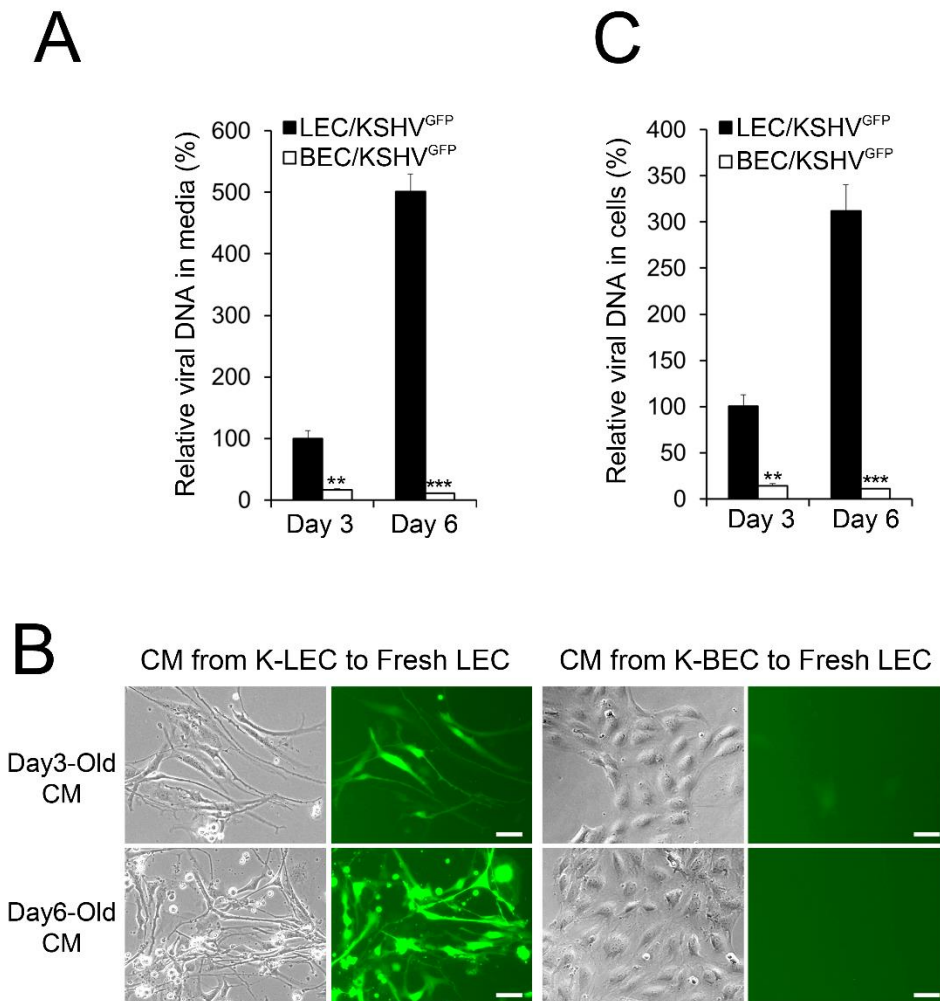 A
Relative viral DNA in media (%)
LEC/KSHVGFP
BEC/KSHVGFP
600
500
400
300
200
100
0
**
***
Day 3
Day 6
C
Relative viral DNA in cells (%)
LEC/KSHVGFP
BEC/KSHVGFP
400
350
300
250
200
150
100
50
0
**
***
Day 3
Day 6
B
CM from K-LEC to Fresh LEC
CM from K-BEC to Fresh LEC
Day3-Old
CM
Day6-Old
CM